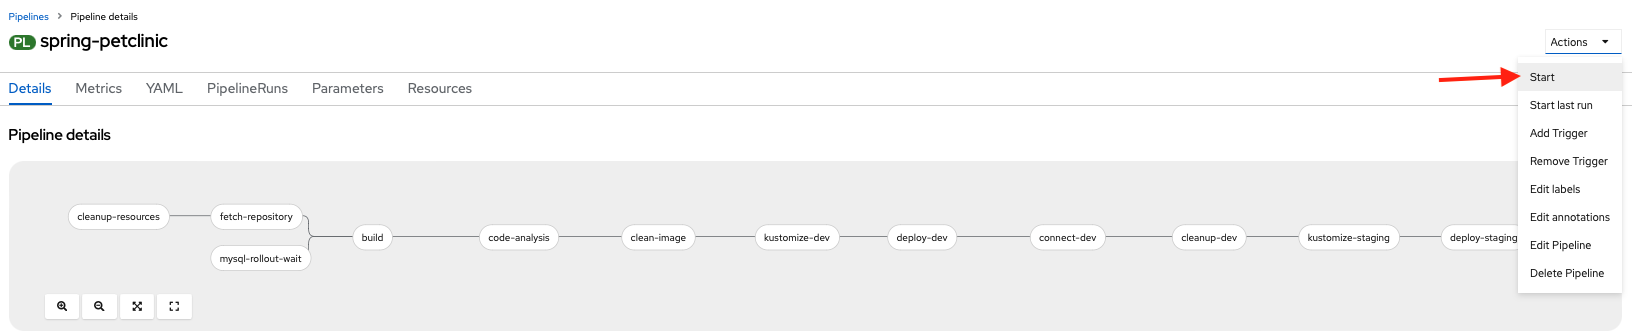 Pipelines > Pipeline details
PL spring-petclinic
Actions
Details Metrics YAML PipelineRuns Parameters Resources
Start
Start last run
Add Trigger
Remove Trigger
Edit labels
Edit annotations
Edit Pipeline
Delete Pipeline
Pipeline details
cleanup-resources
fetch-repository
mysql-rollout-wait
build
code-analysis
clean-image
kustomize-dev
deploy-dev
connect-dev
cleanup-dev
kustomize-staging
deploy-staging